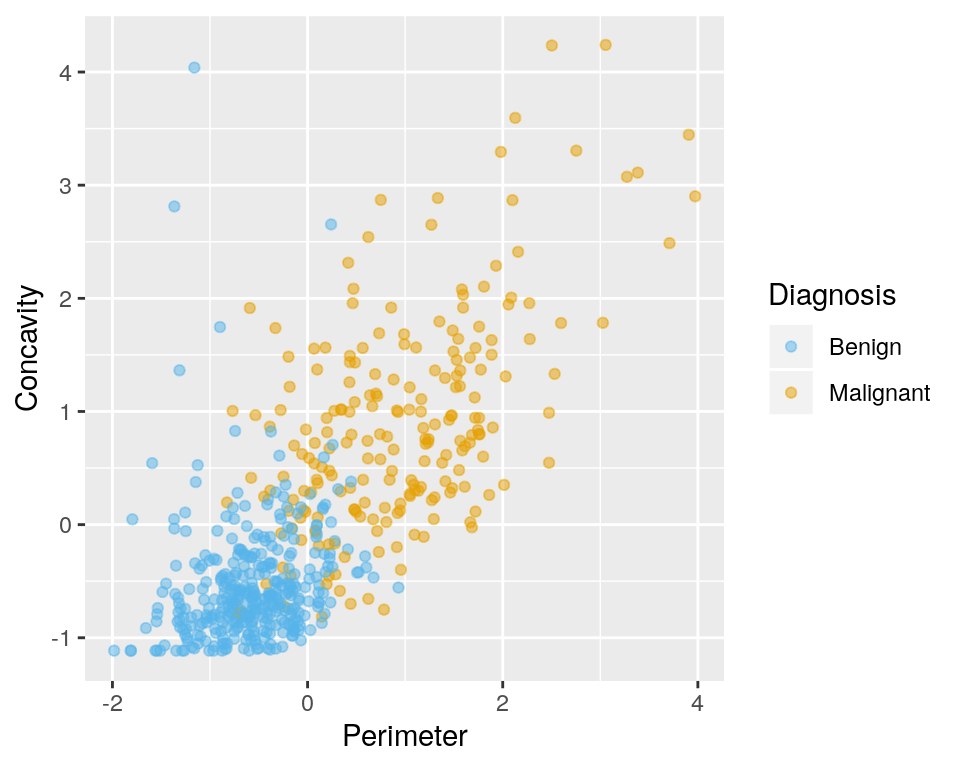 4
3
2
1
0
-1
Concavity
-2 0 2 4
Perimeter
Diagnosis
Benign
Malignant